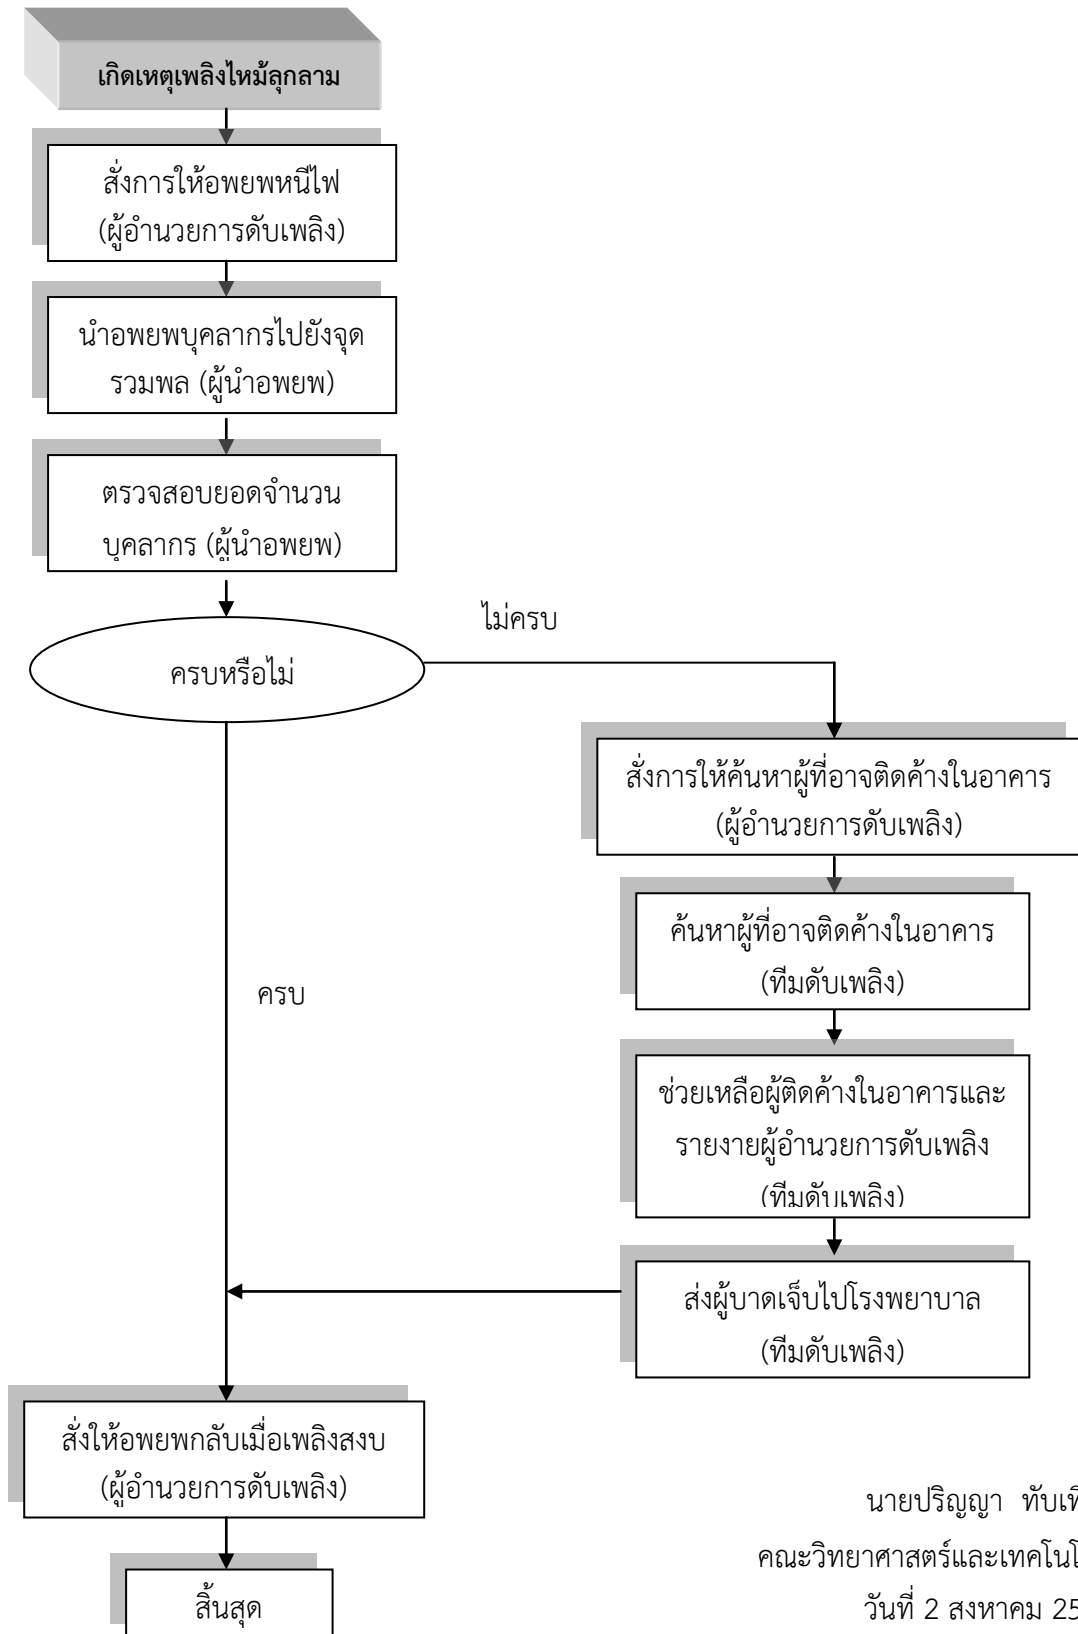 เกิดเหตุเพลิงไหม้ลุกลาม
สั่งการให้อพยพหนีไฟ
(ผู้อำนวยการดับเพลิง)
นำอพยพบุคลากรไปยังจุด
รวมพล (ผู้นำอพยพ)
ตรวจสอบยอดจำนวน
บุคลากร (ผู้นำอพยพ)
ครบหรือไม่
ไม่ครบ
สั่งการให้ค้นหาผู้ที่อาจติดค้างในอาคาร
(ผู้อำนวยการดับเพลิง)
ค้นหาผู้ที่อาจติดค้างในอาคาร
(ทีมดับเพลิง)
ครบ
ช่วยเหลือผู้ติดค้างในอาคารและ
รายงายผู้อำนวยการดับเพลิง
(ทีมดับเพลิง)
ส่งผู้บาดเจ็บไปโรงพยาบาล
(ทีมดับเพลิง)
สั่งให้อพยพกลับเมื่อเพลิงสงบ
(ผู้อำนวยการดับเพลิง)
สิ้นสุด
นายปริญญา ทับเที
คณะวิทยาศาสตร์และเทคโนโ
วันที่ 2 สิงหาคม 25